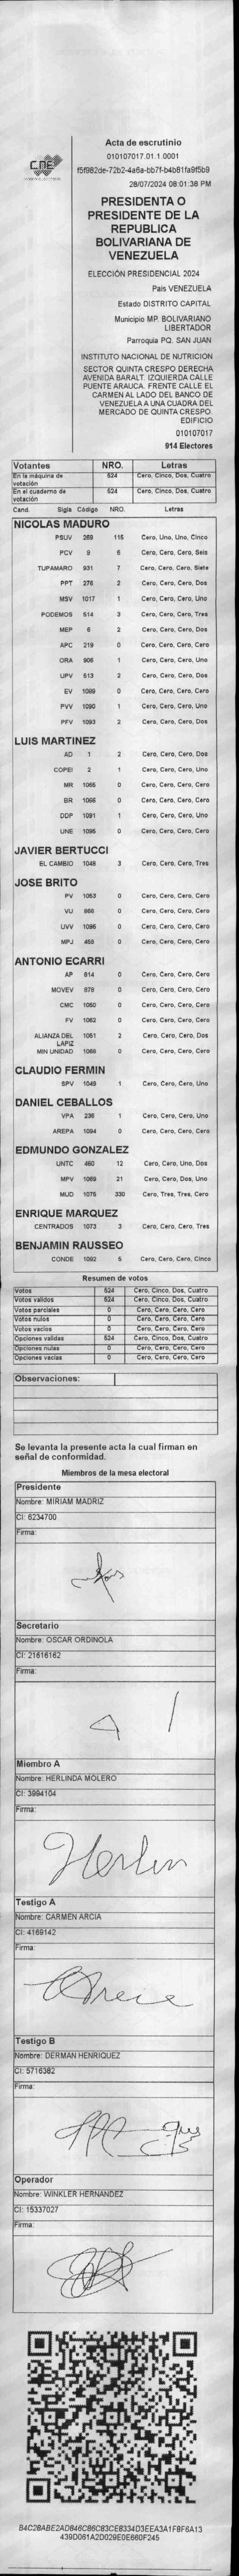 CNE
Acta de escrutinio
010107017.01.1.0001
f5f982de-72b2-4a6a-bb7f-b4b81fa9f5b9
28/07/2024 08:01:38 PM
PRESIDENTA O
PRESIDENTE DE LA
REPUBLICA
BOLIVARIANA DE
VENEZUELA
ELECCIÓN PRESIDENCIAL 2024
País VENEZUELA
Estado DISTRITO CAPITAL
Municipio MP. BOLIVARIANO
LIBERTADOR
Parroquia PQ. SAN JUAN
INSTITUTO NACIONAL DE NUTRICION
SECTOR QUINTA CRESPO DERECHA
AVENIDA BARALT. IZQUIERDA CALLE
PUENTE ARAUCA. FRENTE CALLE EL
CARMEN AL LADO DEL BANCO DE
VENEZUELA A UNA CUADRA DEL
MERCADO DE QUINTA CRESPO.
EDIFICIO
010107017
914 Electores
Votantes NRO. Letras
En la máquina de votación 524 Cero, Cinco, Dos, Cuatro
En el cuaderno de votación 524 Cero, Cinco, Dos, Cuatro
Cand. Sigla Código NRO. Letras
NICOLAS MADURO
PSUV 269 115 Cero, Uno, Uno, Cinco
PCV 9 6 Cero, Cero, Cero, Seis
TUPAMARO 931 7 Cero, Cero, Cero, Siete
PPT 276 2 Cero, Cero, Cero, Dos
MSV 1017 1 Cero, Cero, Cero, Uno
PODEMOS 514 3 Cero, Cero, Cero, Tres
MEP 6 2 Cero, Cero, Cero, Dos
APC 219 0 Cero, Cero, Cero, Cero
ORA 906 1 Cero, Cero, Cero, Uno
UPV 513 2 Cero, Cero, Cero, Dos
EV 1089 0 Cero, Cero, Cero, Cero
PVV 1090 1 Cero, Cero, Cero, Uno
PFV 1093 2 Cero, Cero, Cero, Dos
LUIS MARTINEZ
AD 1 2 Cero, Cero, Cero, Dos
COPEI 2 1 Cero, Cero, Cero, Uno
MR 1065 0 Cero, Cero, Cero, Cero
BR 1066 0 Cero, Cero, Cero, Cero
DDP 1091 1 Cero, Cero, Cero, Uno
UNE 1095 0 Cero, Cero, Cero, Cero
JAVIER BERTUCCI
EL CAMBIO 1048 3 Cero, Cero, Cero, Tres
JOSE BRITO
PV 1053 0 Cero, Cero, Cero, Cero
VU 868 0 Cero, Cero, Cero, Cero
UVV 1096 0 Cero, Cero, Cero, Cero
MPJ 458 0 Cero, Cero, Cero, Cero
ANTONIO ECARRI
AP 814 0 Cero, Cero, Cero, Cero
MOVEV 878 0 Cero, Cero, Cero, Cero
CMC 1050 0 Cero, Cero, Cero, Cero
FV 1062 0 Cero, Cero, Cero, Cero
ALIANZA DEL LAPIZ 1051 2 Cero, Cero, Cero, Dos
MIN UNIDAD 1068 0 Cero, Cero, Cero, Cero
CLAUDIO FERMIN
SPV 1049 1 Cero, Cero, Cero, Uno
DANIEL CEBALLOS
VPA 236 1 Cero, Cero, Cero, Uno
AREPA 1094 0 Cero, Cero, Cero, Cero
EDMUNDO GONZALEZ
UNTC 460 12 Cero, Cero, Uno, Dos
MPV 1069 21 Cero, Cero, Dos, Uno
MUD 1075 330 Cero, Tres, Tres, Cero
ENRIQUE MARQUEZ
CENTRADOS 1073 3 Cero, Cero, Cero, Tres
BENJAMIN RAUSSEO
CONDE 1092 5 Cero, Cero, Cero, Cinco
Resumen de votos
Votos 524 Cero, Cinco, Dos, Cuatro
Votos válidos 524 Cero, Cinco, Dos, Cuatro
Votos parciales 0 Cero, Cero, Cero, Cero
Votos nulos 0 Cero, Cero, Cero, Cero
Votos vacíos 0 Cero, Cero, Cero, Cero
Opciones válidas 524 Cero, Cinco, Dos, Cuatro
Opciones nulas 0 Cero, Cero, Cero, Cero
Opciones vacías 0 Cero, Cero, Cero, Cero
Observaciones:
Se levanta la presente acta la cual firman en
señal de conformidad.
Miembros de la mesa electoral
Presidente
Nombre: MIRIAM MADRIZ
CI: 6234700
Firma:
Secretario
Nombre: OSCAR ORDINOLA
CI: 21616162
Firma:
Miembro A
Nombre: HERLINDA MOLERO
CI: 3994104
Firma:
Herlin
Testigo A
Nombre: CARMEN ARCIA
CI: 4169142
Firma:
Testigo B
Nombre: DERMAN HENRIQUEZ
CI: 5716382
Firma:
Operador
Nombre: WINKLER HERNANDEZ
CI: 15337027
Firma:
B4C28ABE2AD846C86C83CE8334D3EEA3A1F8F6A13
439D061A2D029E0E660F245